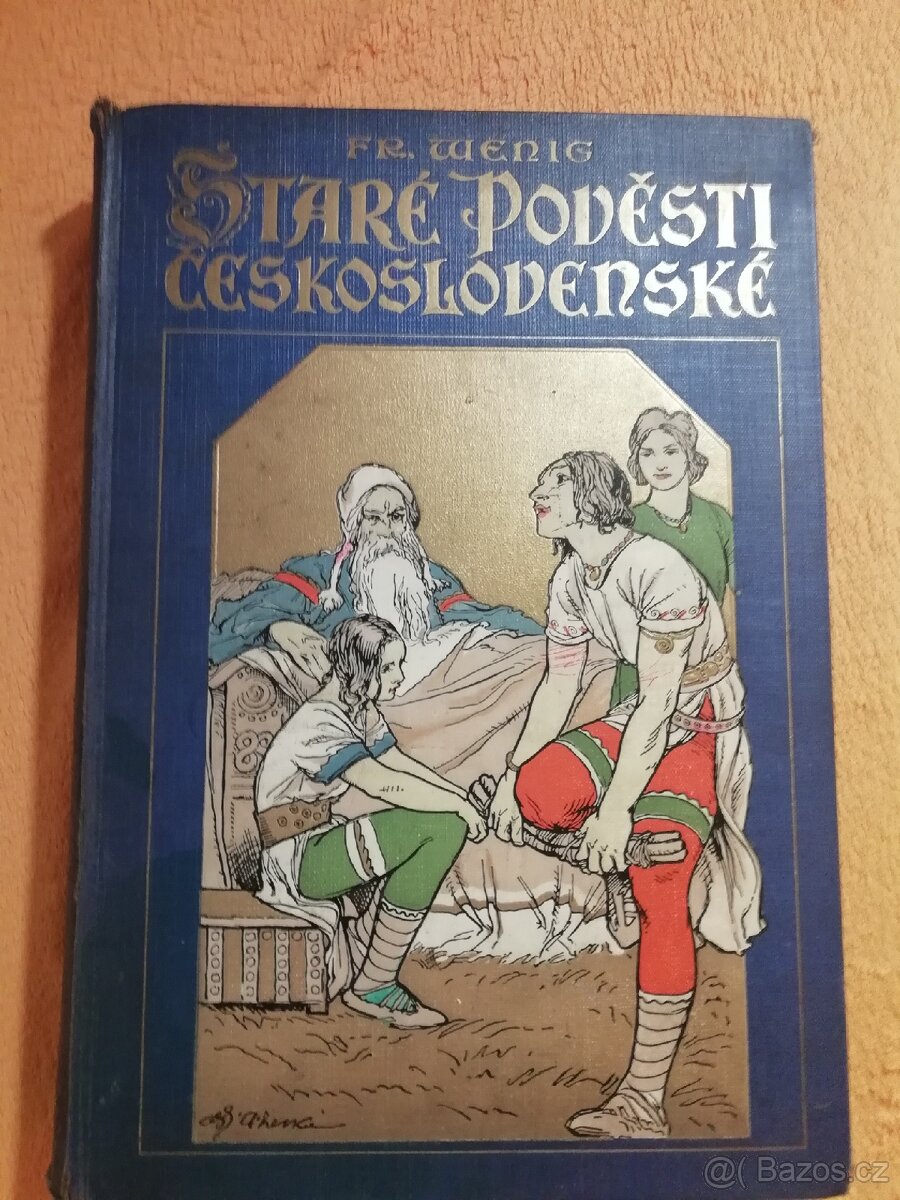 FR. WENIG
STARÉ POVĚSTI
ČESKOSLOVENSKÉ
@( Bazos.cz